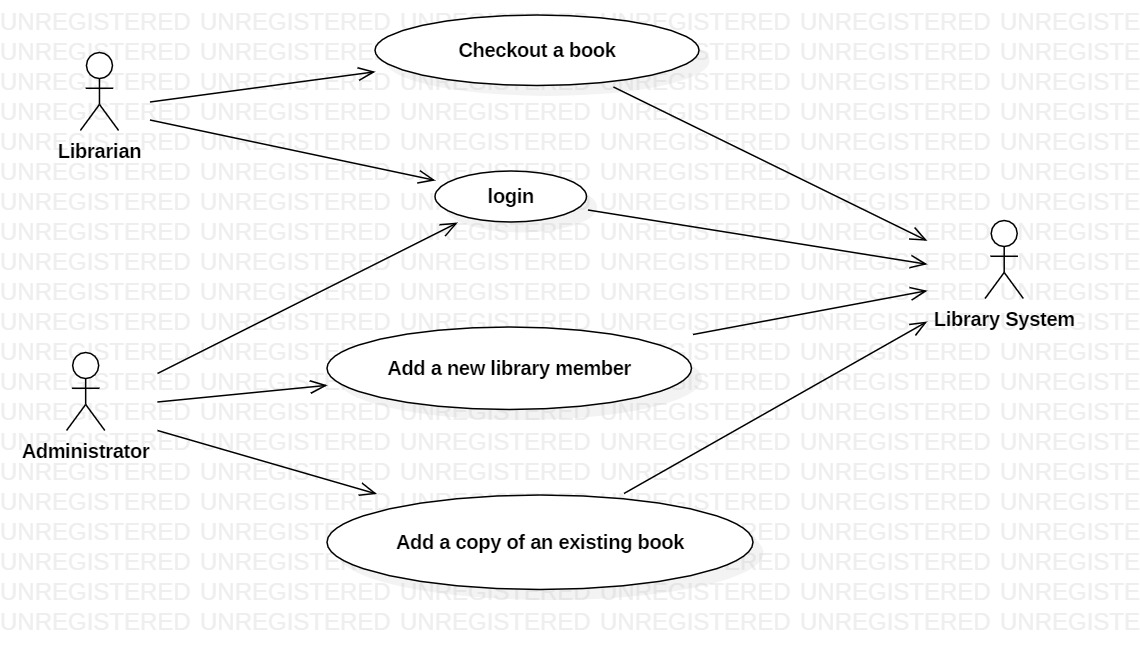 Checkout a book
Librarian
login
Library System
Add a new library member
Administrator
Add a copy of an existing book
UNREGISTERED UNREGISTERED UNREGISTERED UNREGISTERED UNREGISTERED UNREGISTE